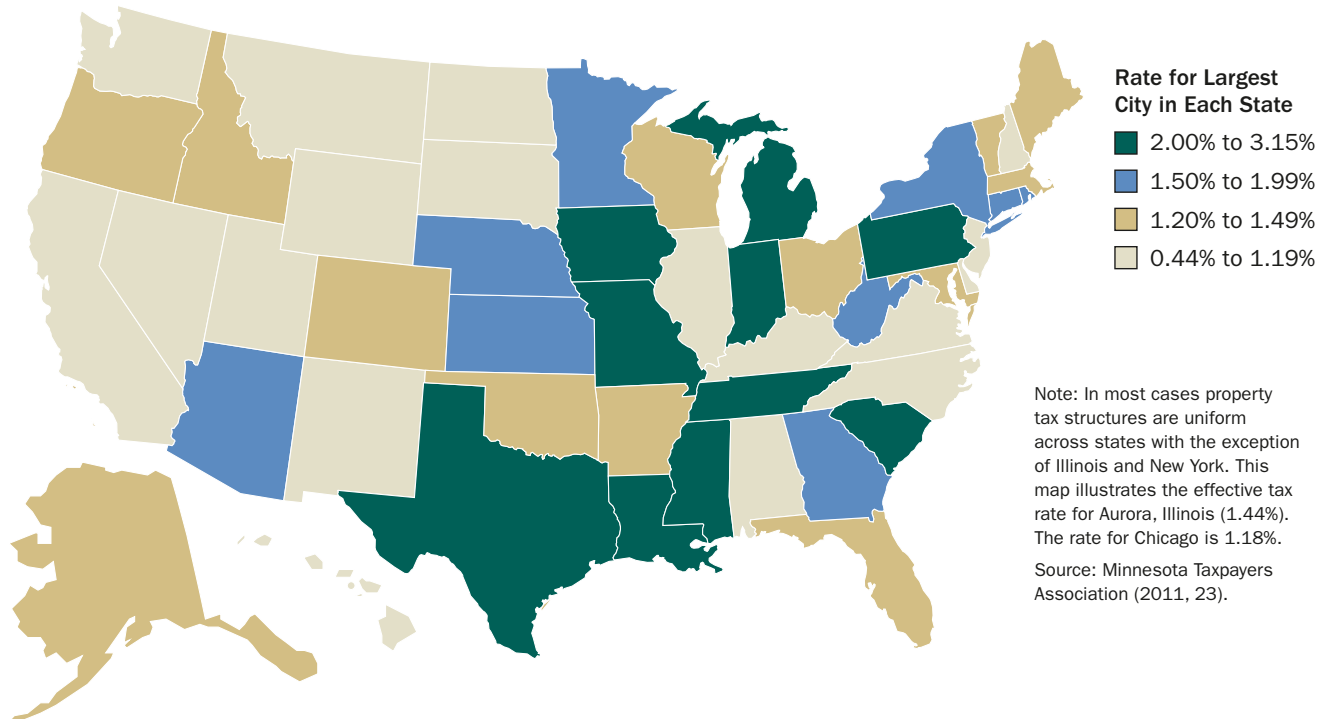 Rate for Largest
City in Each State
2.00% to 3.15%
1.50% to 1.99%
1.20% to 1.49%
0.44% to 1.19%
Note: In most cases property
tax structures are uniform
across states with the exception
of Illinois and New York. This
map illustrates the effective tax
rate for Aurora, Illinois (1.44%).
The rate for Chicago is 1.18%.
Source: Minnesota Taxpayers
Association (2011, 23).